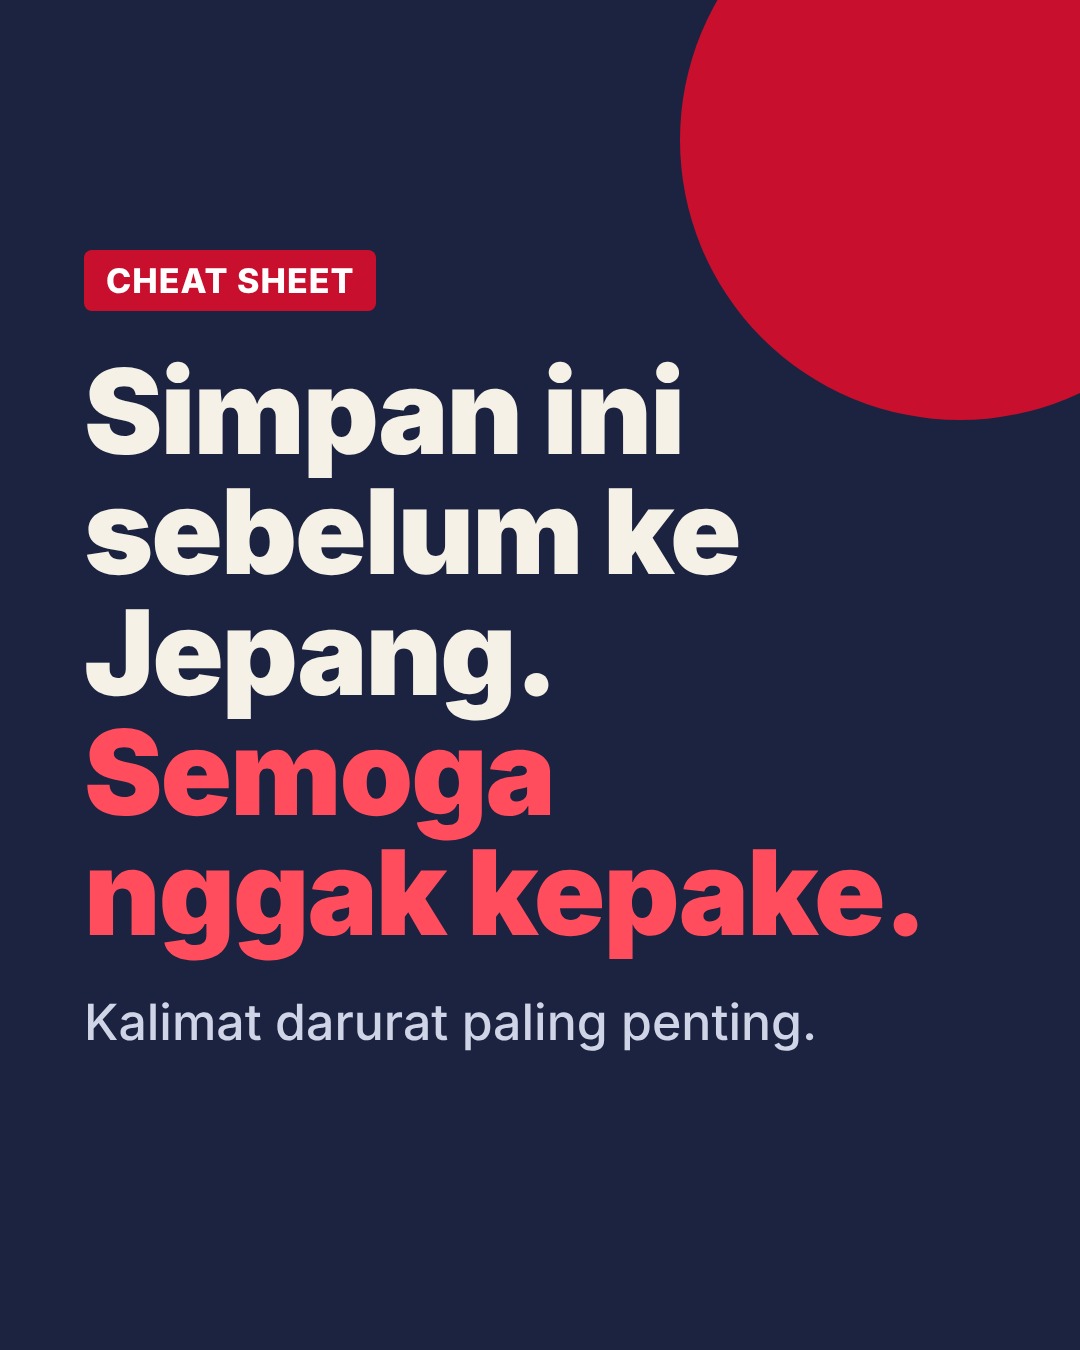 CHEAT SHEET
Simpan ini
sebelum ke
Jepang.
Semoga
nggak kepake.
Kalimat darurat paling penting.